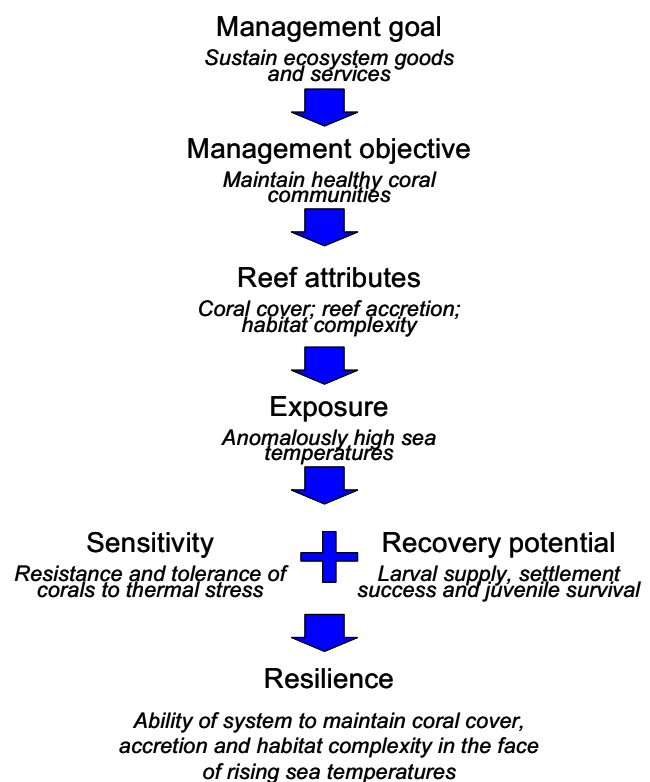 Management goal
Sustain ecosystem goods
and services
Management objective
Maintain healthy coral
communities
Reef attributes
Coral cover; reef accretion;
habitat complexity
Exposure
Anomalously high sea
temperatures
Sensitivity
Resistance and tolerance of
corals to thermal stress
Recovery potential
Larval supply, settlement
success and juvenile survival
Resilience
Ability of system to maintain coral cover,
accretion and habitat complexity in the face
of rising sea temperatures